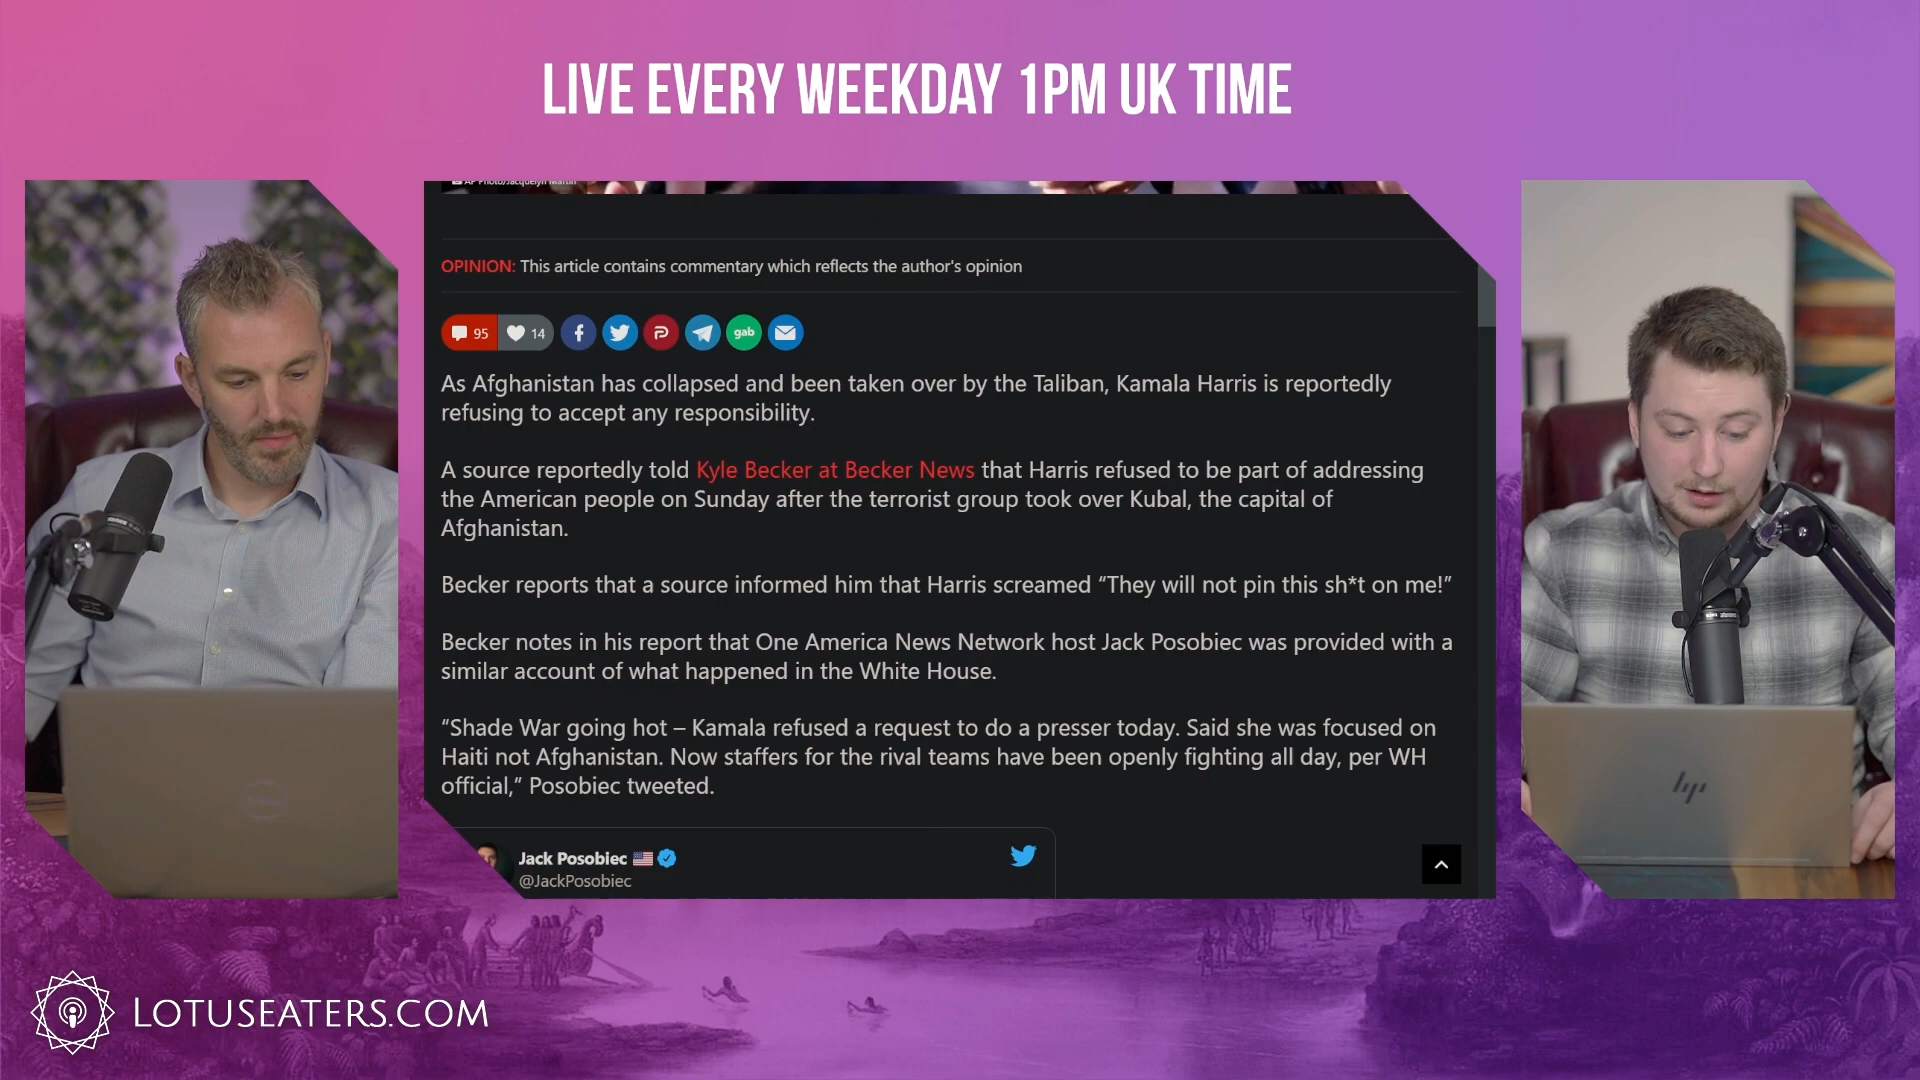 LIVE EVERY WEEKDAY 1PM UK TIME
AP Photo/Jacquelyn Martin
OPINION: This article contains commentary which reflects the author's opinion
95
14
gab
As Afghanistan has collapsed and been taken over by the Taliban, Kamala Harris is reportedly
refusing to accept any responsibility.
A source reportedly told Kyle Becker at Becker News that Harris refused to be part of addressing
the American people on Sunday after the terrorist group took over Kubal, the capital of
Afghanistan.
Becker reports that a source informed him that Harris screamed “They will not pin this sh*t on me!”
Becker notes in his report that One America News Network host Jack Posobiec was provided with a
similar account of what happened in the White House.
“Shade War going hot – Kamala refused a request to do a presser today. Said she was focused on
Haiti not Afghanistan. Now staffers for the rival teams have been openly fighting all day, per WH
official,” Posobiec tweeted.
Jack Posobiec
@JackPosobiec
DELL
hp
LOTUSEATERS.COM